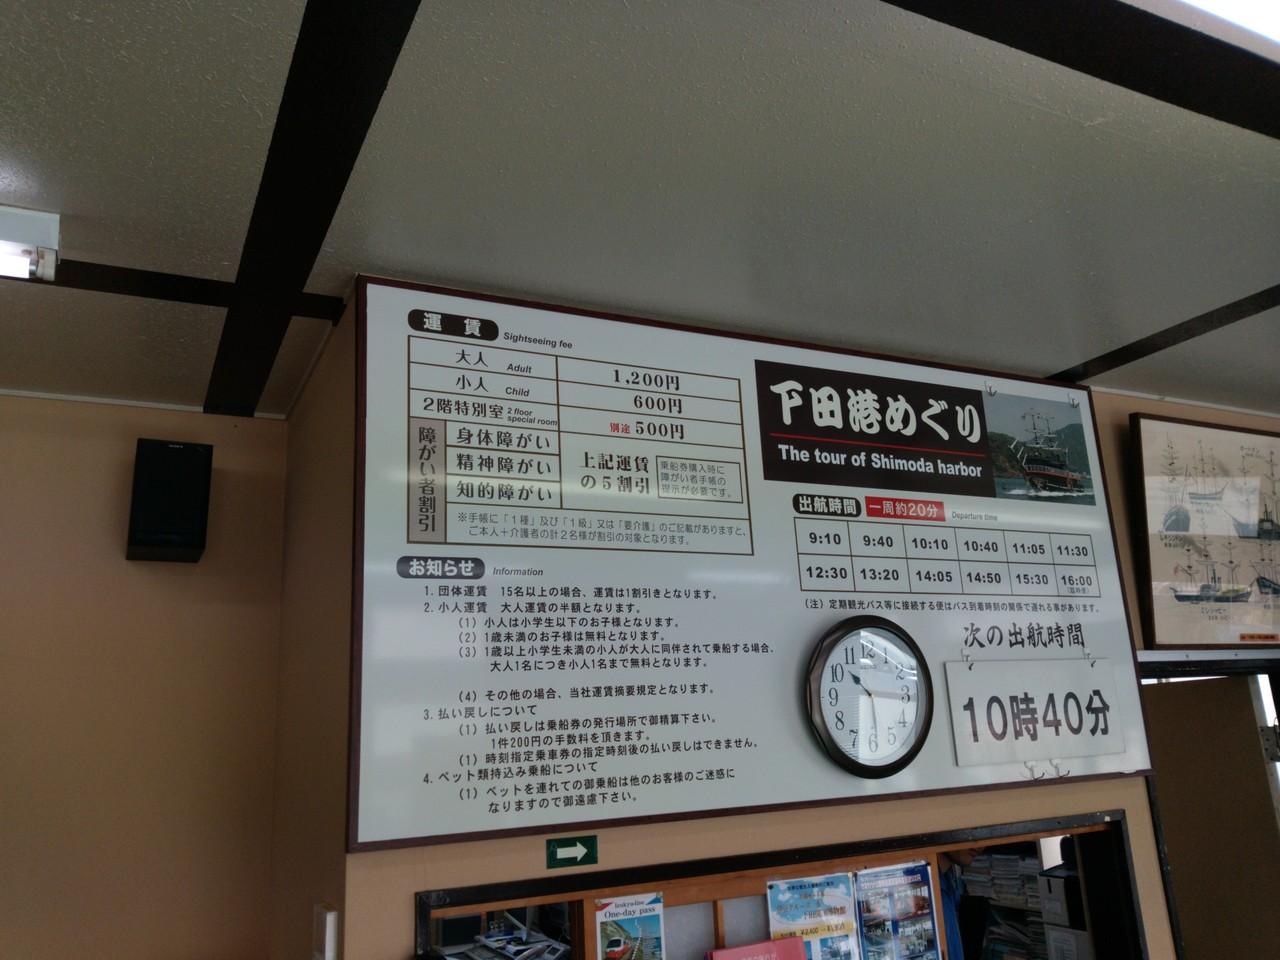 運 賃 Sightseeing fee
大人 Adult 1,200円
小人 Child 600円
2階特別室 2 floor special room 別途 500円
障がい者割引
身体障がい
精神障がい
知的障がい
上記運賃
の5割引
乗船券購入時に
障がい者手帳の
提示が必要です。
※手帳に「1種」及び「1級」又は「要介護」のご記載がありますと、
ご本人+介護者の計2名様が割引の対象となります。
お知らせ Information
1. 団体運賃 15名以上の場合、運賃は1割引きとなります。
2. 小人運賃 大人運賃の半額となります。
(1) 小人は小学生以下のお子様となります。
(2) 1歳未満のお子様は無料となります。
(3) 1歳以上小学生未満の小人が大人に同伴されて乗船する場合、
大人1名につき小人1名まで無料となります。
(4) その他の場合、当社運賃摘要規定となります。
3. 払い戻しについて
(1) 払い戻しは乗船券の発行場所で御精算下さい。
1件200円の手数料を頂きます。
(1) 時刻指定乗車券の指定時刻後の払い戻しはできません。
4. ペット類持込み乗船について
(1) ペットを連れての御乗船は他のお客様のご迷惑に
なりますので御遠慮下さい。
下田港めぐり
The tour of Shimoda harbor
出航時間 一周約20分 Departure time
9:10 9:40 10:10 10:40 11:05 11:30
12:30 13:20 14:05 14:50 15:30 16:00
(臨時便)
(注) 定期観光バス等に接続する便はバス到着時刻の関係で遅れる事があります。
次の出航時間
10時40分
12 1 2 3 4 5 6 7 8 9 10 11
SEIKO
SONY
ミシシッピー
Izukyu-line
One-day pass